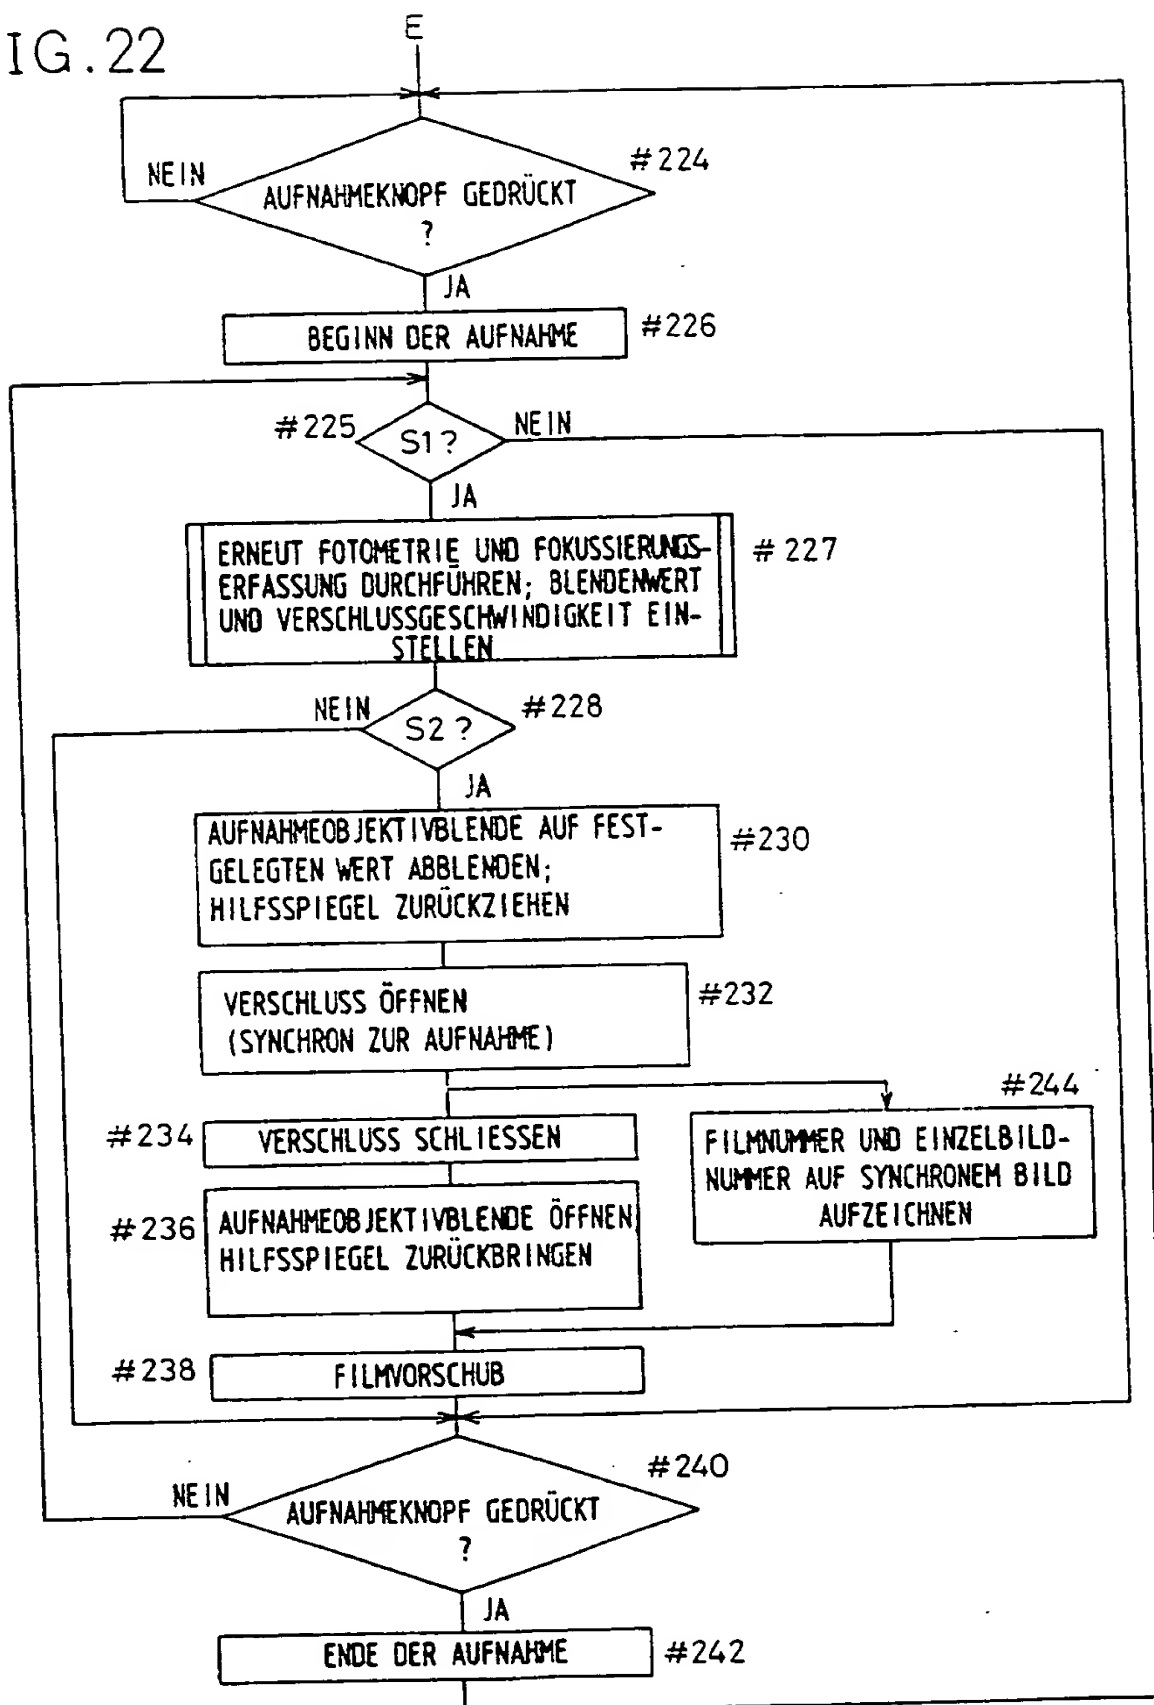 IG.22
E
NEIN
#224
AUFNAHMEKNOPF GEDRÜCKT
?
JA
BEGINN DER AUFNAHME
#226
#225
S1?
NEIN
JA
ERNEUT FOTOMETRIE UND FOKUSSIERUNGS-
ERFASSUNG DURCHFÜHREN; BLENDENWERT
UND VERSCHLUSSGESCHWINDIGKEIT EIN-
STELLEN
#227
NEIN
S2?
#228
JA
AUFNAHMEOBJEKTIVBLENDE AUF FEST-
GELEGTEN WERT ABBLENDEN;
HILFSSPIEGEL ZURÜCKZIEHEN
#230
VERSCHLUSS ÖFFNEN
(SYNCHRON ZUR AUFNAHME)
#232
#244
#234
VERSCHLUSS SCHLIESSEN
FILMNUMMER UND EINZELBILD-
NUMMER AUF SYNCHRONEM BILD
AUFZEICHNEN
#236
AUFNAHMEOBJEKTIVBLENDE ÖFFNEN
HILFSSPIEGEL ZURÜCKBRINGEN
#238
FILMVORSCHUB
#240
NEIN
AUFNAHMEKNOPF GEDRÜCKT
?
JA
ENDE DER AUFNAHME
#242